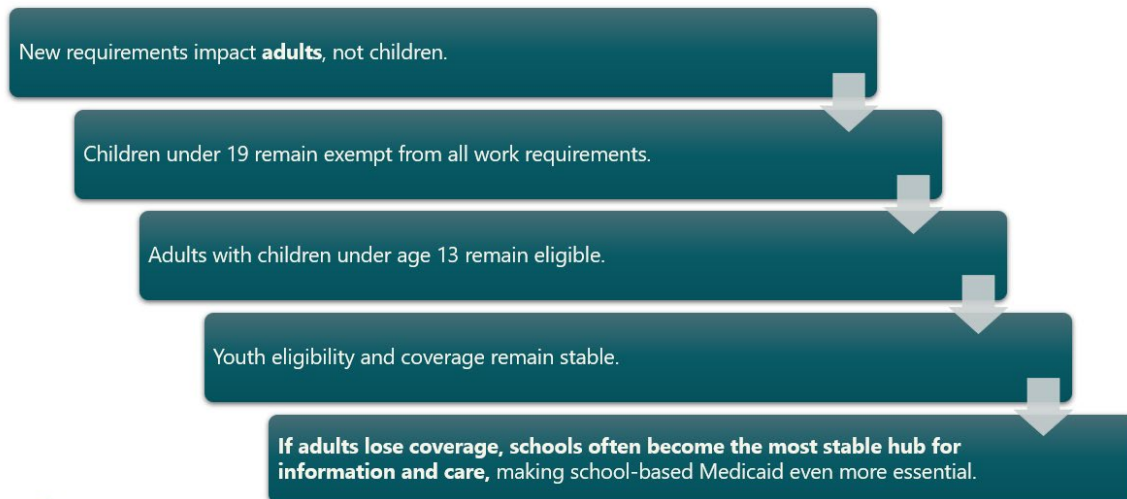 New requirements impact adults, not children.
Children under 19 remain exempt from all work requirements.
Adults with children under age 13 remain eligible.
Youth eligibility and coverage remain stable.
If adults lose coverage, schools often become the most stable hub for
information and care, making school-based Medicaid even more essential.